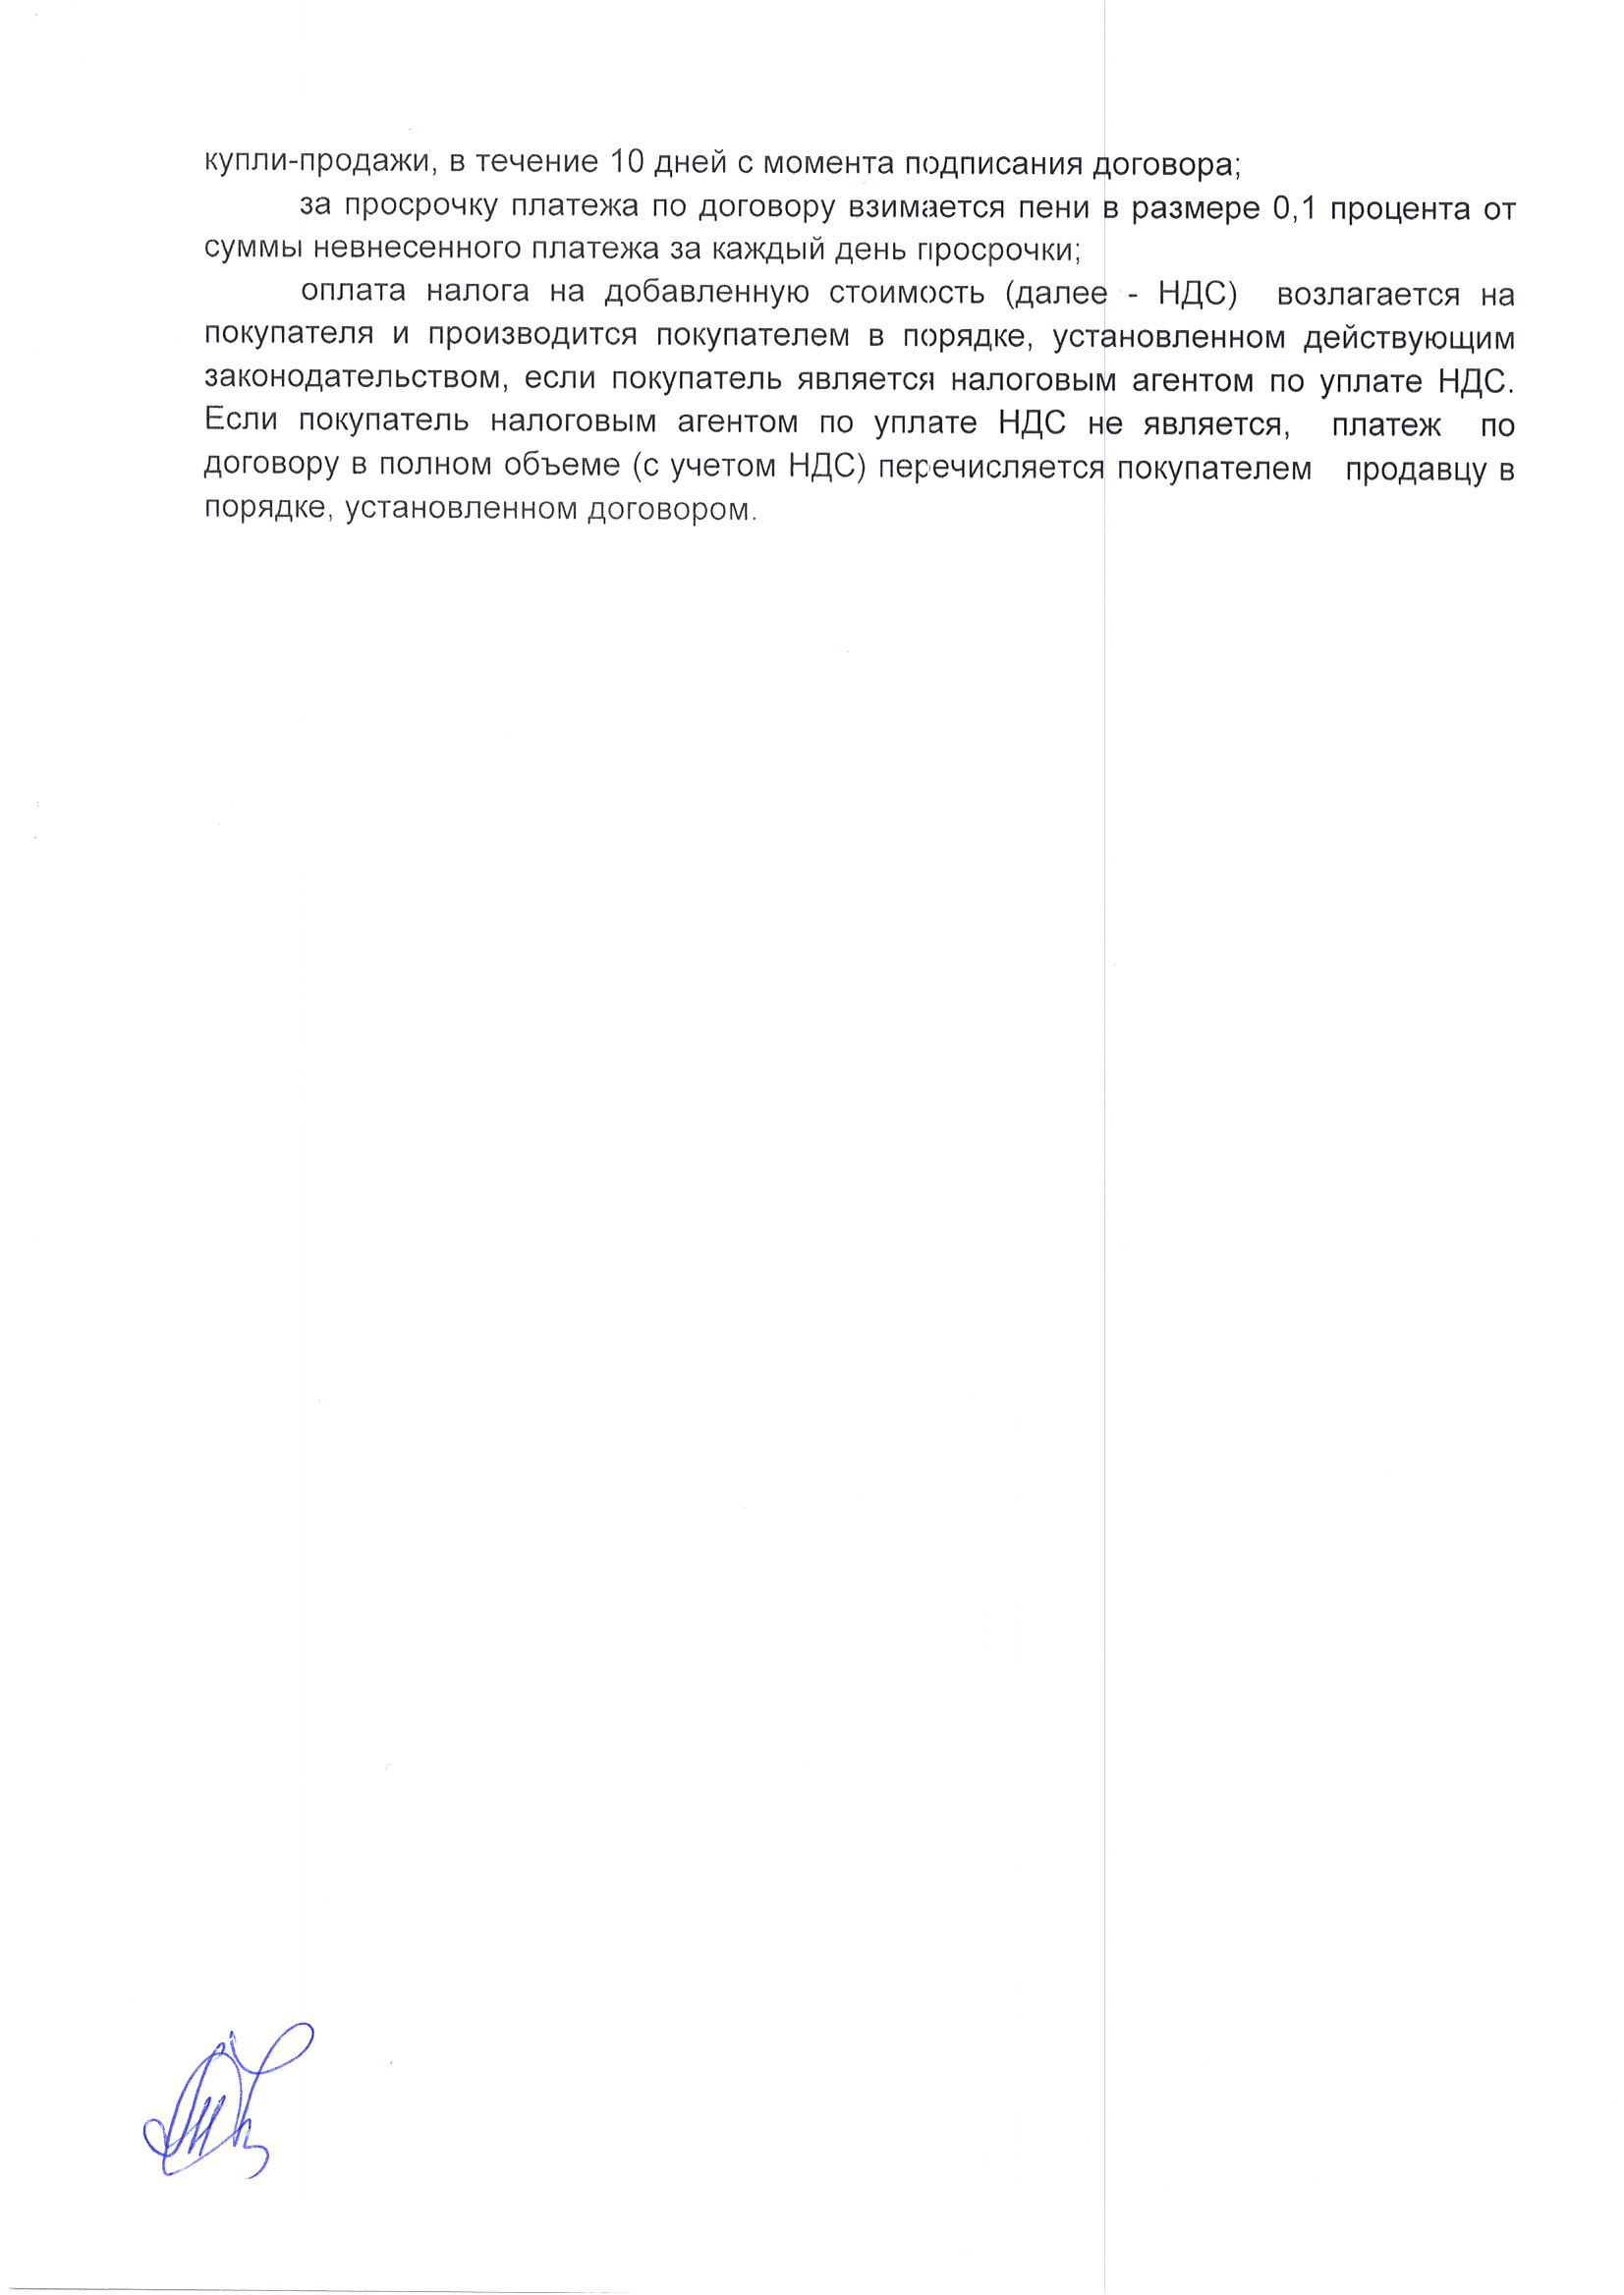 купли-продажи, в течение 10 дней с момента подписания договора;
за просрочку платежа по договору взимается пени в размере 0,1 процента от
суммы невнесенного платежа за каждый день просрочки;
оплата налога на добавленную стоимость (далее - НДС) возлагается на
покупателя и производится покупателем в порядке, установленном действующим
законодательством, если покупатель является налоговым агентом по уплате НДС.
Если покупатель налоговым агентом по уплате НДС не является, платеж по
договору в полном объеме (с учетом НДС) перечисляется покупателем продавцу в
порядке, установленном договором.